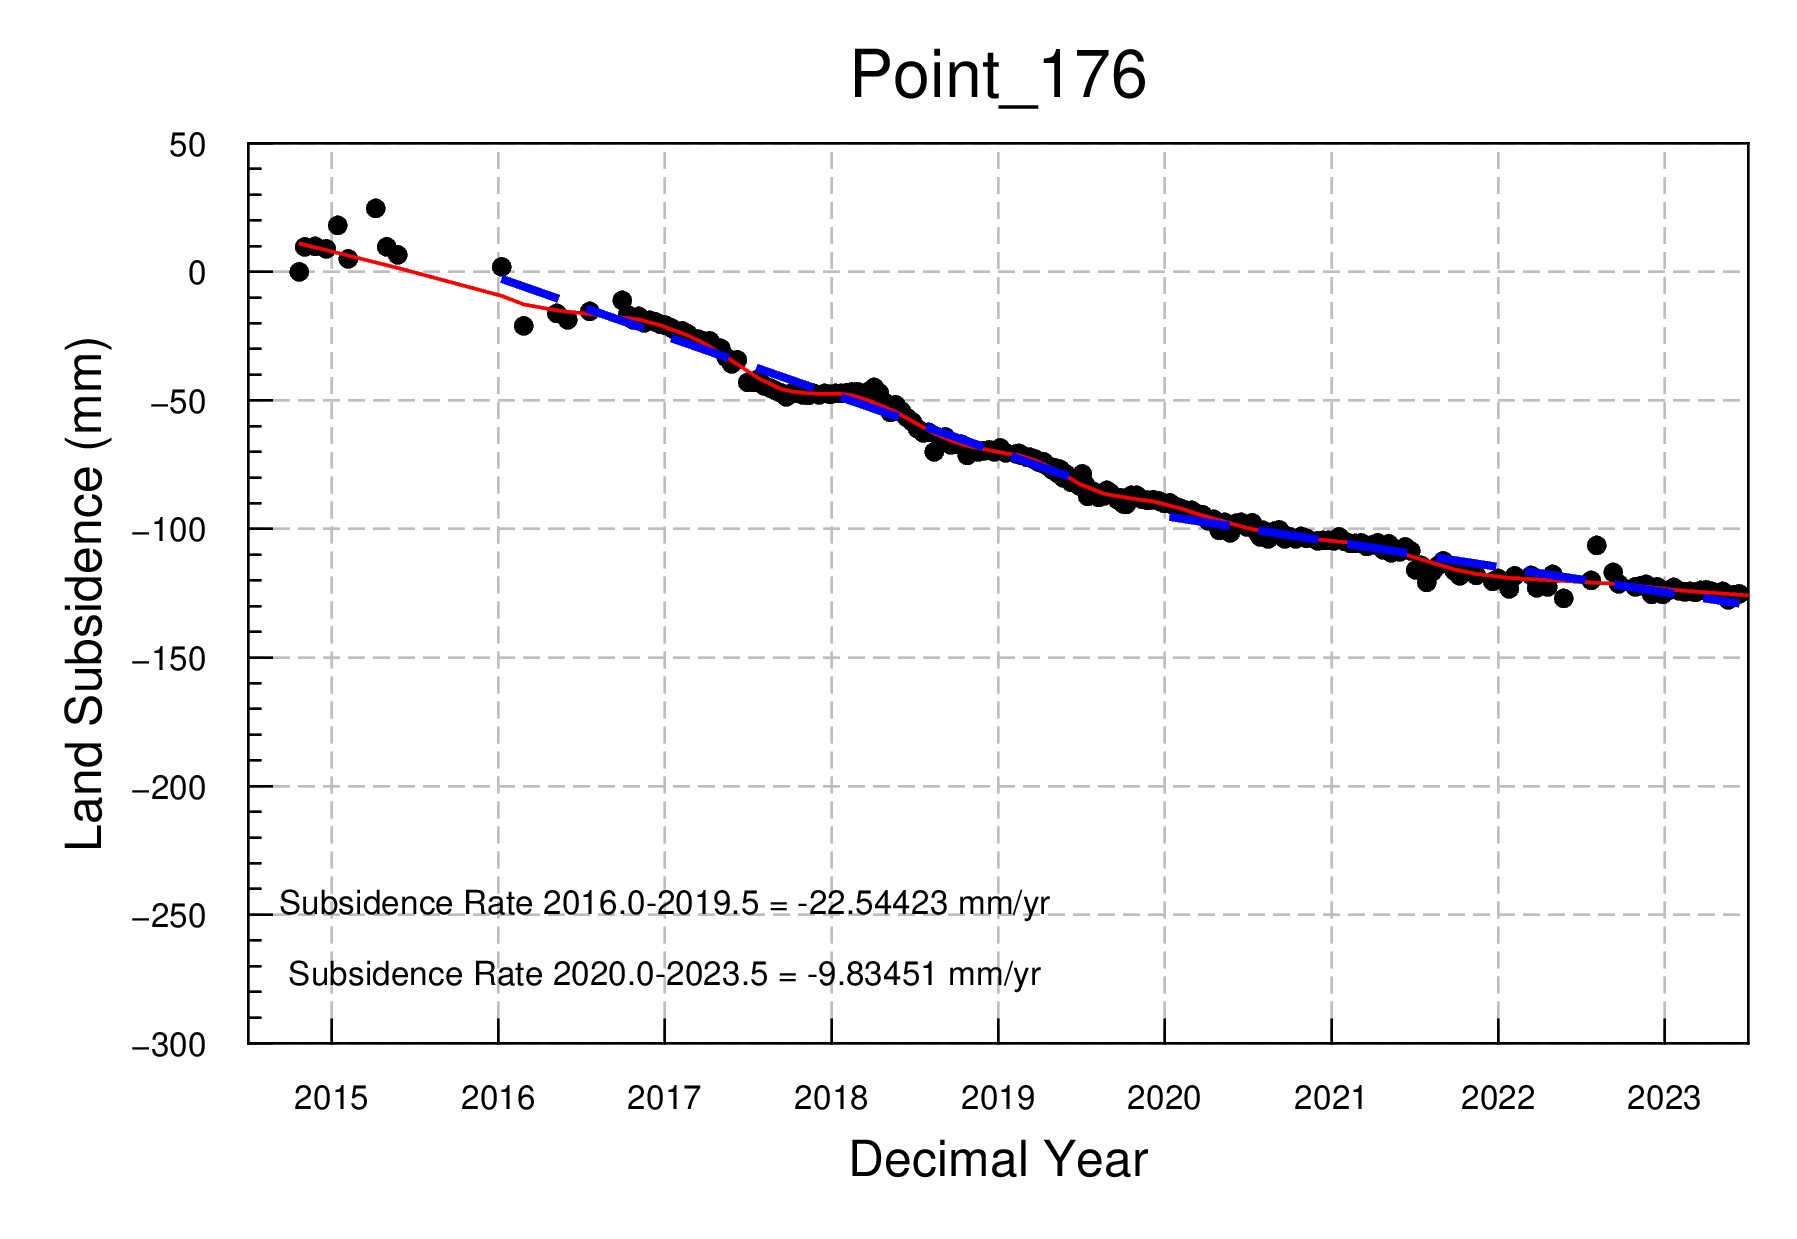 Point_176
50
0
−50
−100
−150
−200
−250
−300
Land Subsidence (mm)
Subsidence Rate 2016.0-2019.5 = -22.54423 mm/yr
Subsidence Rate 2020.0-2023.5 = -9.83451 mm/yr
2015 2016 2017 2018 2019 2020 2021 2022 2023
Decimal Year